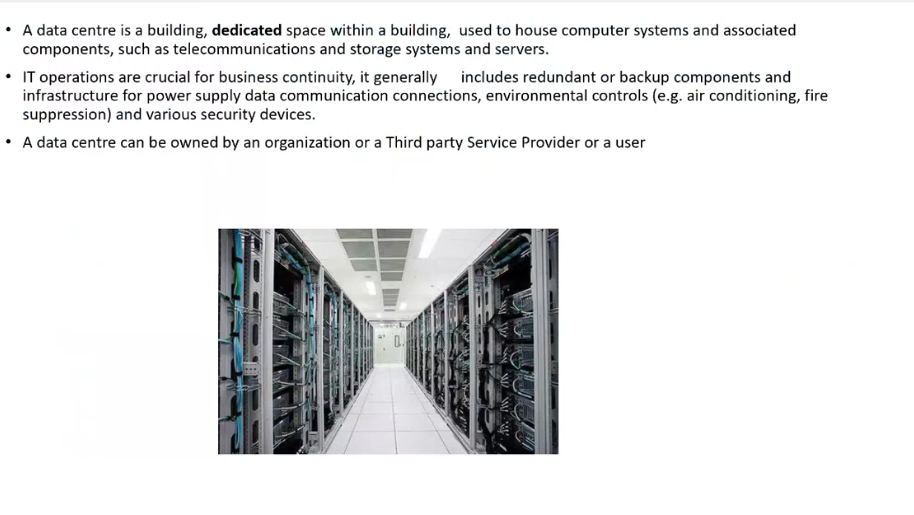 • A data centre is a building, dedicated space within a building, used to house computer systems and associated
components, such as telecommunications and storage systems and servers.
• IT operations are crucial for business continuity, it generally includes redundant or backup components and
infrastructure for power supply data communication connections, environmental controls (e.g. air conditioning, fire
suppression) and various security devices.
• A data centre can be owned by an organization or a Third party Service Provider or a user